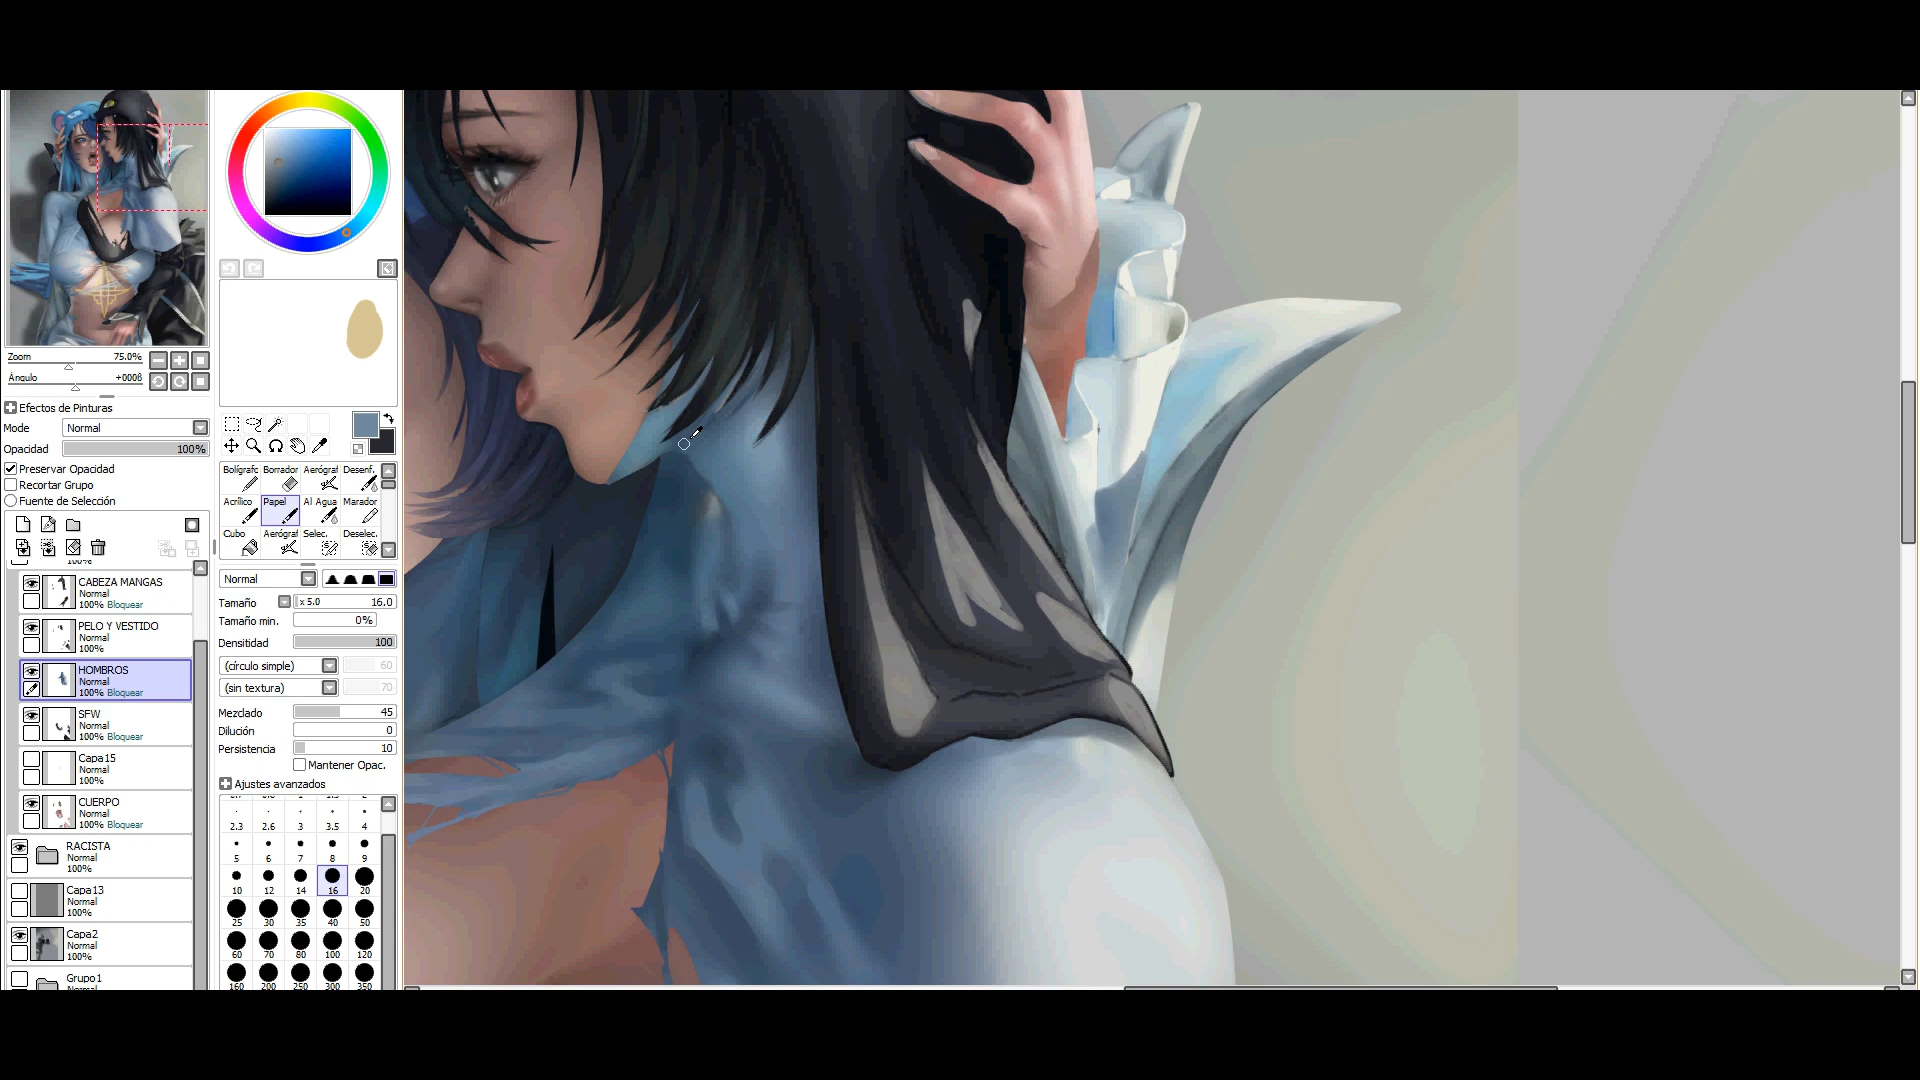 Zoom 75.0%
Ángulo +0008
Efectos de Pinturas
Mode Normal
Opacidad 100%
Preservar Opacidad
Recortar Grupo
Fuente de Selección
100%
CABEZA MANGAS
Normal
100% Bloquear
PELO Y VESTIDO
Normal
100%
HOMBROS
Normal
100% Bloquear
SFW
Normal
100% Bloquear
Capa15
Normal
100%
CUERPO
Normal
100% Bloquear
RACISTA
Normal
100%
Capa13
Normal
100%
Capa2
Normal
100%
Grupo1
Normal
Bolígrafc Borrador Aerógraf Desenf.
Acrílico Papel Al Agua Marador
Cubo Aerógraf Selec. Deselec.
Normal
Tamaño x 5.0 16.0
Tamaño min. 0%
Densitidad 100
(círculo simple) 60
(sin textura) 70
Mezclado 45
Dilución 0
Persistencia 10
Mantener Opac.
Ajustes avanzados
2.3 2.6 3 3.5 4
5 6 7 8 9
10 12 14 16 20
25 30 35 40 50
60 70 80 100 120
160 200 250 300 350